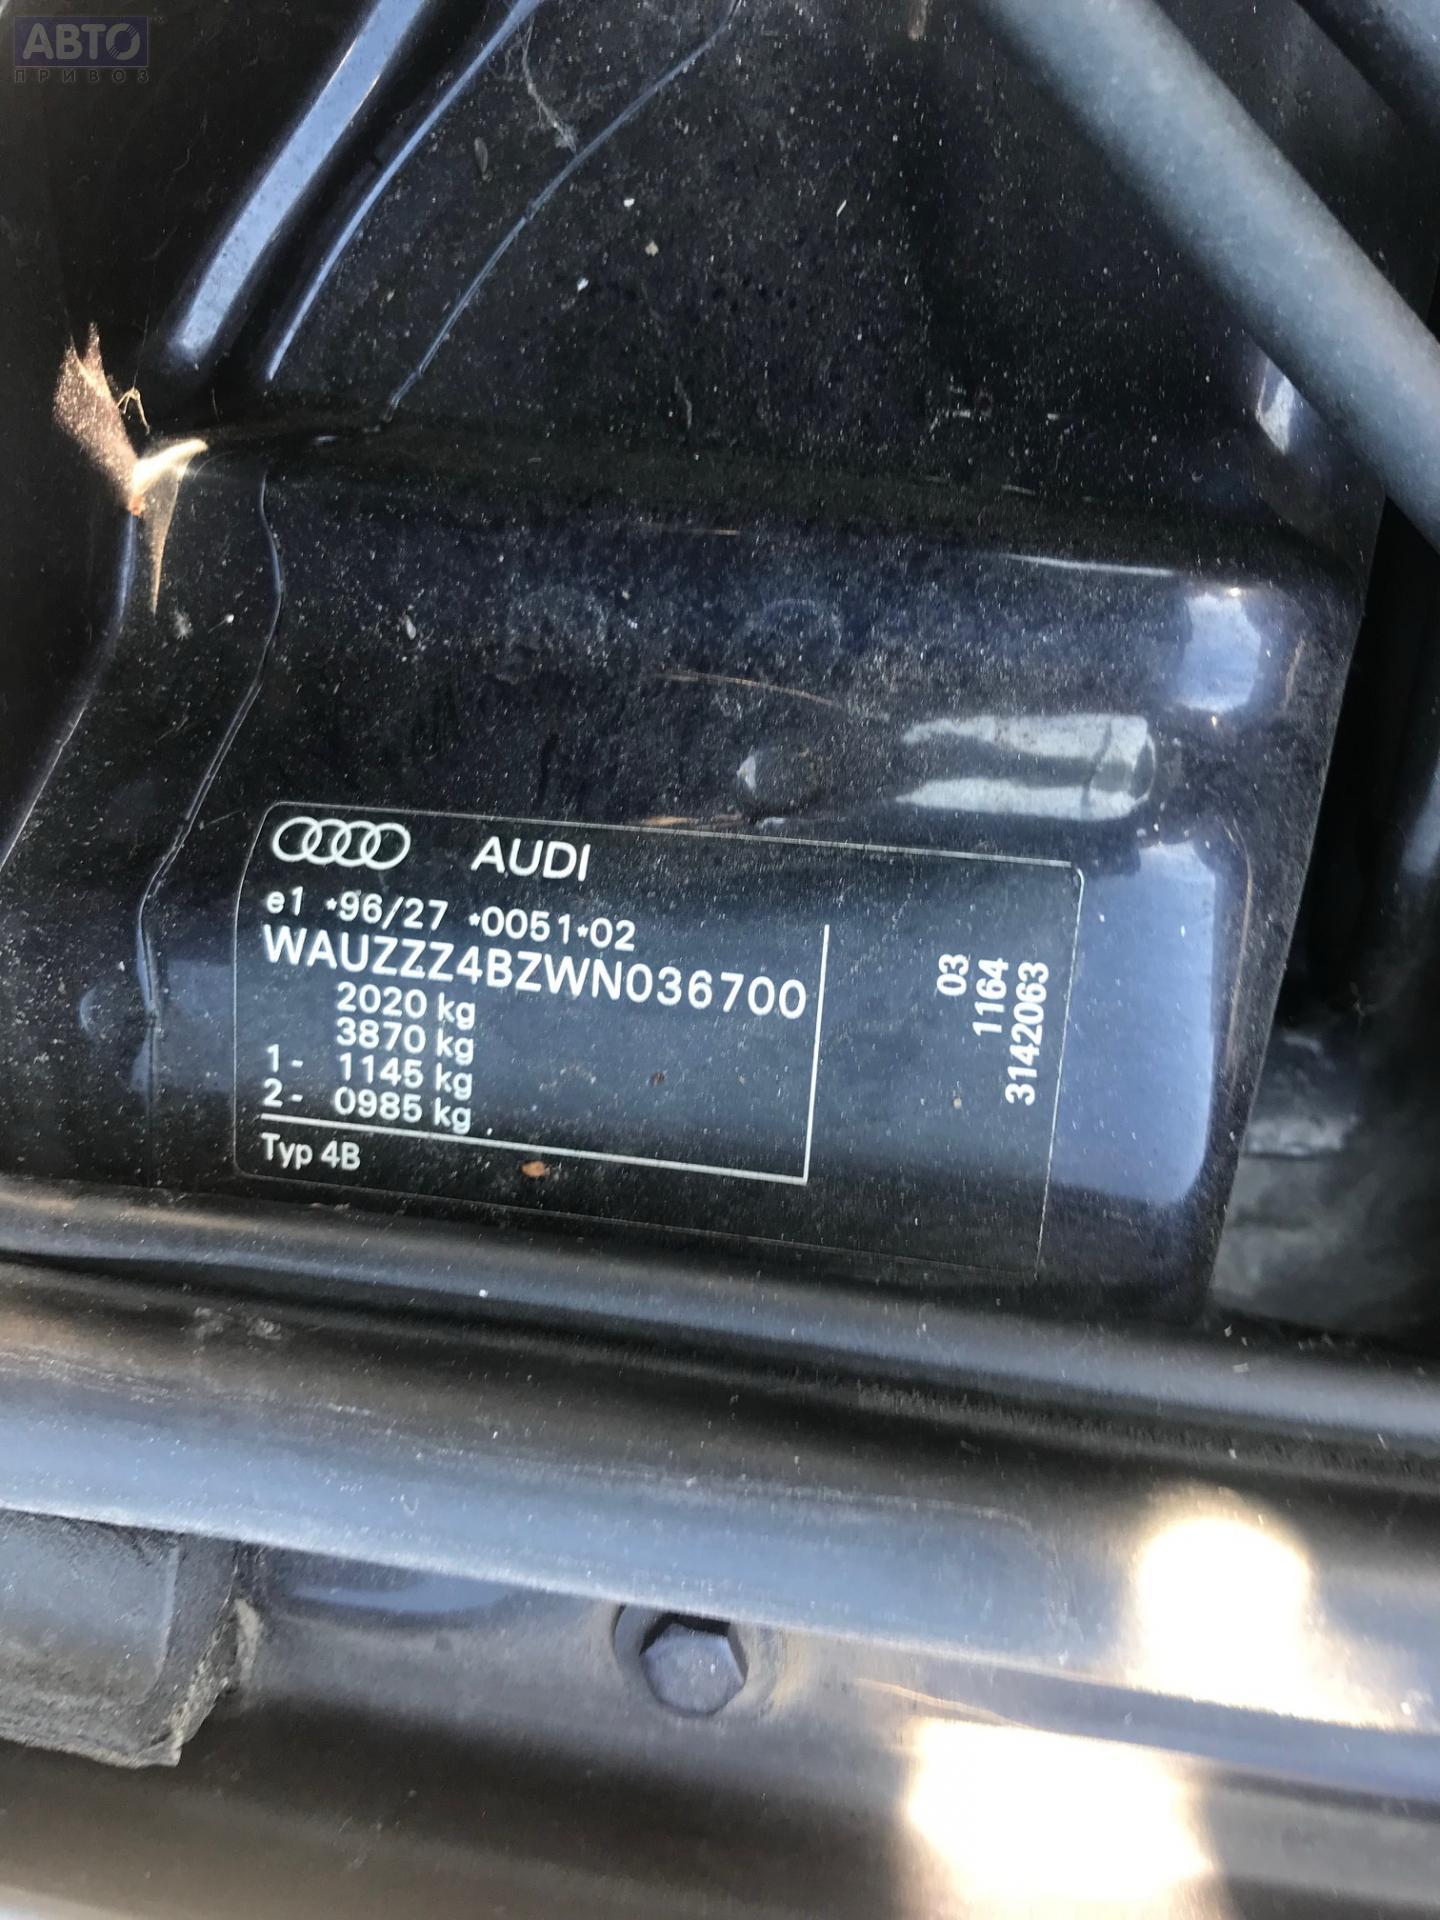 АВТО
ПРИВОЗ
AUDI
e1 *96/27 *0051*02
WAUZZZ4BZWN036700
2020 kg
3870 kg
1- 1145 kg
2- 0985 kg
Typ 4B
03
1164
3142063